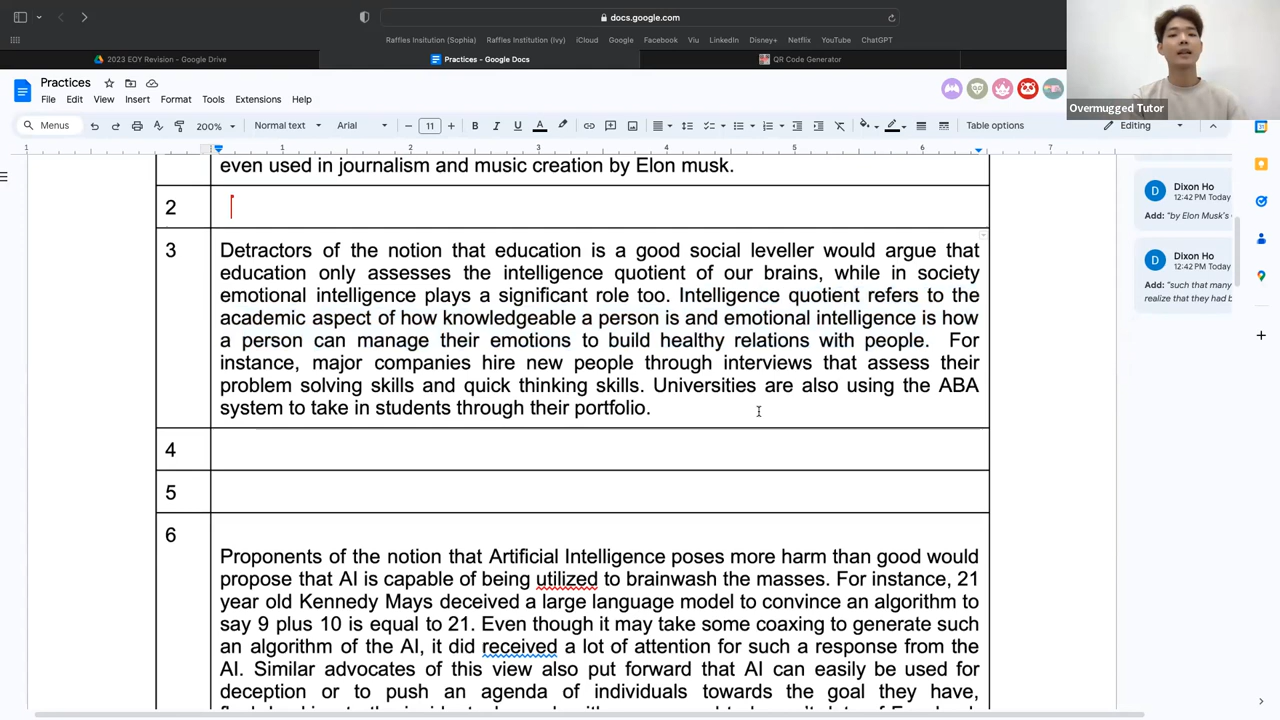 docs.google.com
Raffles Insitution (Sophia) Raffles Institution (Ivy) iCloud Google Facebook Viu LinkedIn Disney+ Netflix YouTube ChatGPT
2023 EOY Revision - Google Drive Practices - Google Docs QR Code Generator
Overmugged Tutor
Practices
File Edit View Insert Format Tools Extensions Help
Menus 200% Normal text Arial 11 Table options Editing
1 1 2 3 4 5 6 7
even used in journalism and music creation by Elon musk.
2
3
Detractors of the notion that education is a good social leveller would argue that
education only assesses the intelligence quotient of our brains, while in society
emotional intelligence plays a significant role too. Intelligence quotient refers to the
academic aspect of how knowledgeable a person is and emotional intelligence is how
a person can manage their emotions to build healthy relations with people. For
instance, major companies hire new people through interviews that assess their
problem solving skills and quick thinking skills. Universities are also using the ABA
system to take in students through their portfolio.
4
5
6
Proponents of the notion that Artificial Intelligence poses more harm than good would
propose that AI is capable of being utilized to brainwash the masses. For instance, 21
year old Kennedy Mays deceived a large language model to convince an algorithm to
say 9 plus 10 is equal to 21. Even though it may take some coaxing to generate such
an algorithm of the AI, it did received a lot of attention for such a response from the
AI. Similar advocates of this view also put forward that AI can easily be used for
deception or to push an agenda of individuals towards the goal they have,
D Dixon Ho
12:42 PM Today
Add: "by Elon Musk's
D Dixon Ho
12:42 PM Today
Add: "such that many
realize that they had b